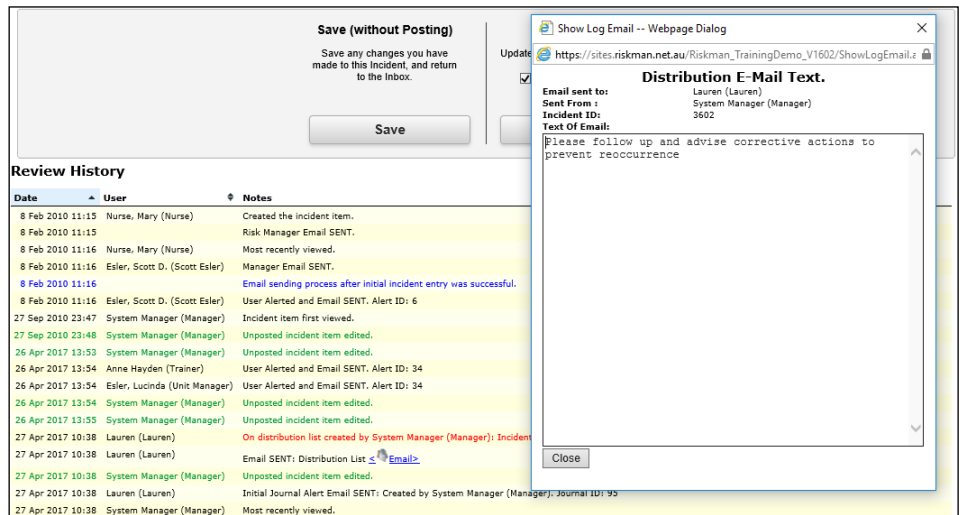 Save (without Posting)
Save any changes you have
made to this Incident, and return
to the Inbox.
Save
Update
Show Log Email -- Webpage Dialog
https://sites.riskman.net.au/Riskman_TrainingDemo_V1602/ShowLogEmail.a
Distribution E-Mail Text.
Email sent to: Lauren (Lauren)
Sent From : System Manager (Manager)
Incident ID: 3602
Text Of Email:
Please follow up and advise corrective actions to
prevent reoccurrence
Close
Review History
Date User Notes
8 Feb 2010 11:15 Nurse, Mary (Nurse) Created the incident item.
8 Feb 2010 11:15 Risk Manager Email SENT.
8 Feb 2010 11:16 Nurse, Mary (Nurse) Most recently viewed.
8 Feb 2010 11:16 Esler, Scott D. (Scott Esler) Manager Email SENT.
8 Feb 2010 11:16 Email sending process after initial incident entry was successful.
8 Feb 2010 11:16 Esler, Scott D. (Scott Esler) User Alerted and Email SENT. Alert ID: 6
27 Sep 2010 23:47 System Manager (Manager) Incident item first viewed.
27 Sep 2010 23:48 System Manager (Manager) Unposted incident item edited.
26 Apr 2017 13:53 System Manager (Manager) Unposted incident item edited.
26 Apr 2017 13:54 Anne Hayden (Trainer) User Alerted and Email SENT. Alert ID: 34
26 Apr 2017 13:54 Esler, Lucinda (Unit Manager) User Alerted and Email SENT. Alert ID: 34
26 Apr 2017 13:54 System Manager (Manager) Unposted incident item edited.
26 Apr 2017 13:55 System Manager (Manager) Unposted incident item edited.
27 Apr 2017 10:38 Lauren (Lauren) On distribution list created by System Manager (Manager): Incident
27 Apr 2017 10:38 Lauren (Lauren) Email SENT: Distribution List < Email>
27 Apr 2017 10:38 System Manager (Manager) Unposted incident item edited.
27 Apr 2017 10:38 Lauren (Lauren) Initial Journal Alert Email SENT: Created by System Manager (Manager). Journal ID: 95
27 Apr 2017 10:38 System Manager (Manager) Most recently viewed.